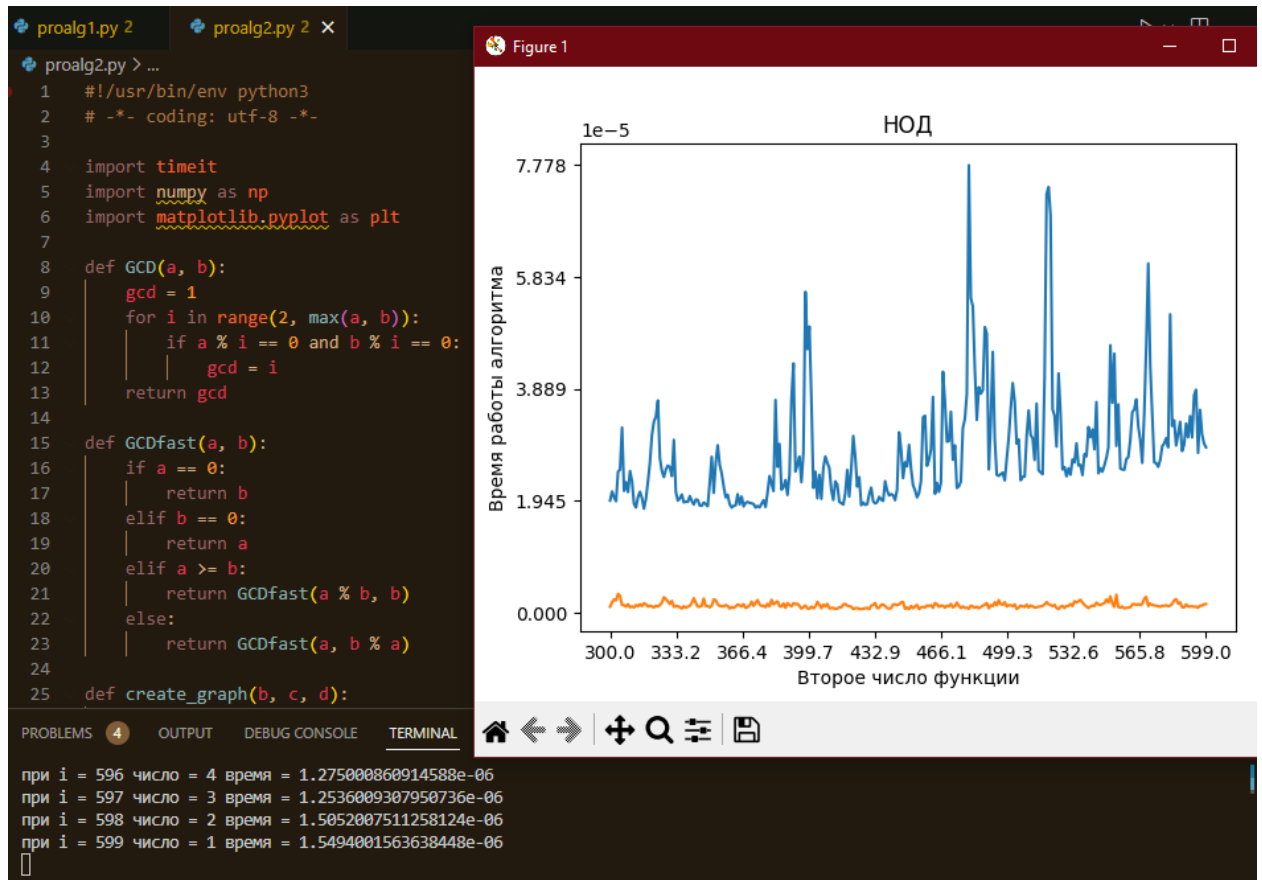 proalg1.py 2
proalg2.py 2
proalg2.py > ...
1 #!/usr/bin/env python3
2 # -*- coding: utf-8 -*-
3
4 import timeit
5 import numpy as np
6 import matplotlib.pyplot as plt
7
8 def GCD(a, b):
9 gcd = 1
10 for i in range(2, max(a, b)):
11 if a % i == 0 and b % i == 0:
12 gcd = i
13 return gcd
14
15 def GCDfast(a, b):
16 if a == 0:
17 return b
18 elif b == 0:
19 return a
20 elif a >= b:
21 return GCDfast(a % b, b)
22 else:
23 return GCDfast(a, b % a)
24
25 def create_graph(b, c, d):
Figure 1
НОД
1e−5
7.778
5.834
3.889
1.945
0.000
Время работы алгоритма
300.0 333.2 366.4 399.7 432.9 466.1 499.3 532.6 565.8 599.0
Второе число функции
PROBLEMS 4 OUTPUT DEBUG CONSOLE TERMINAL
при i = 596 число = 4 время = 1.275000860914588e-06
при i = 597 число = 3 время = 1.2536009307950736e-06
при i = 598 число = 2 время = 1.5052007511258124e-06
при i = 599 число = 1 время = 1.5494001563638448e-06